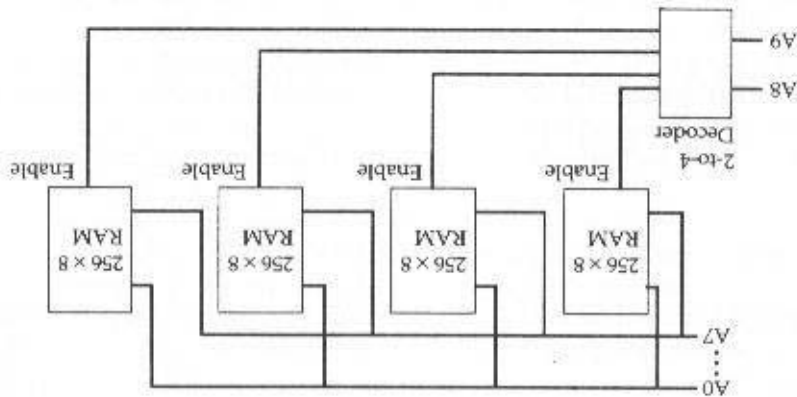 A0
A7
256 × 8
RAM
256 × 8
RAM
256 × 8
RAM
256 × 8
RAM
Enable
Enable
Enable
Enable
2-to-4
Decoder
A8
A9